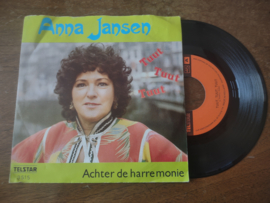 Anna Jansen
Tuut
Tuut
Tuut
TELSTAR
Achter de harremonie